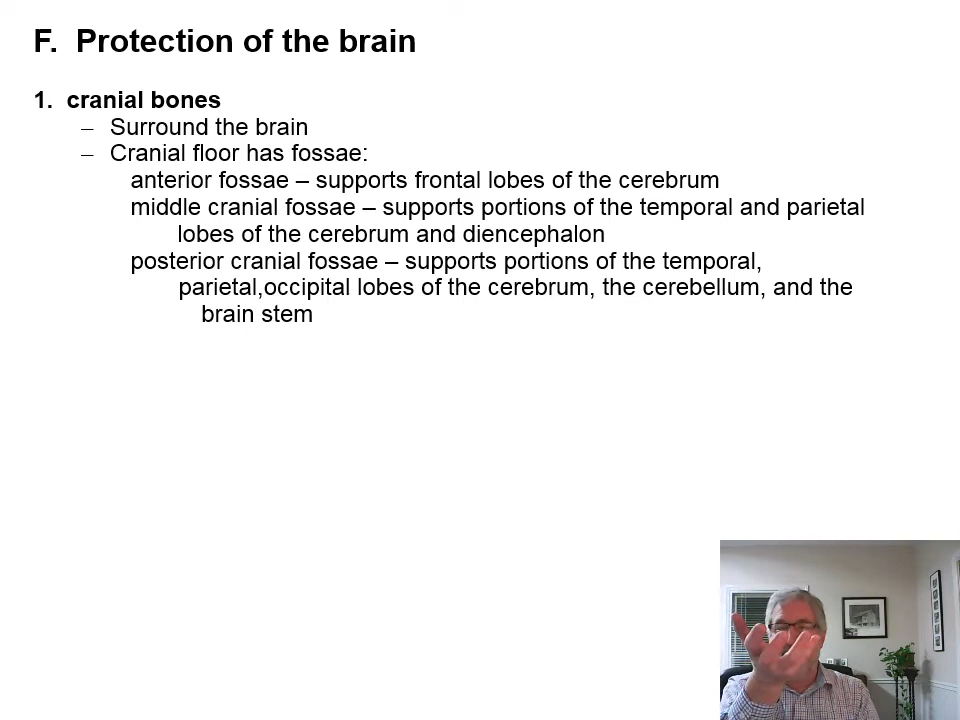 F. Protection of the brain
1. cranial bones
– Surround the brain
– Cranial floor has fossae:
anterior fossae – supports frontal lobes of the cerebrum
middle cranial fossae – supports portions of the temporal and parietal
lobes of the cerebrum and diencephalon
posterior cranial fossae – supports portions of the temporal,
parietal,occipital lobes of the cerebrum, the cerebellum, and the
brain stem